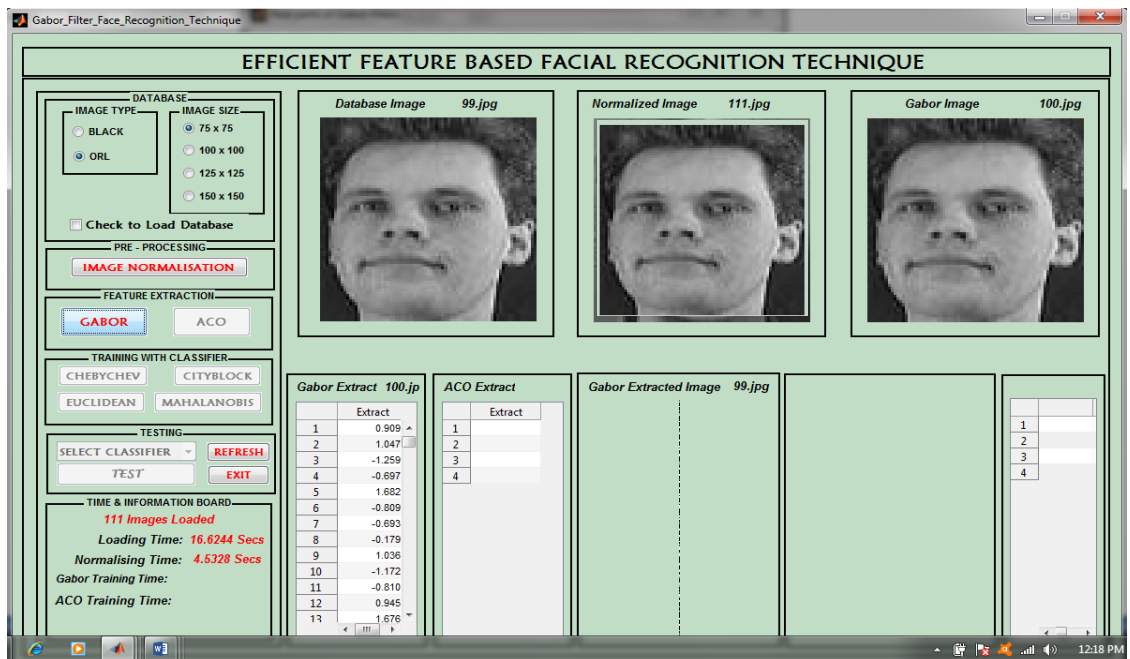 Gabor_Filter_Face_Recognition_Technique
EFFICIENT FEATURE BASED FACIAL RECOGNITION TECHNIQUE
DATABASE
IMAGE TYPE
BLACK
ORL
IMAGE SIZE
75 x 75
100 x 100
125 x 125
150 x 150
Check to Load Database
PRE - PROCESSING
IMAGE NORMALISATION
FEATURE EXTRACTION
GABOR ACO
TRAINING WITH CLASSIFIER
CHEBYCHEV CITYBLOCK
EUCLIDEAN MAHALANOBIS
TESTING
SELECT CLASSIFIER REFRESH
TEST EXIT
TIME & INFORMATION BOARD
111 Images Loaded
Loading Time: 16.6244 Secs
Normalising Time: 4.5328 Secs
Gabor Training Time:
ACO Training Time:
Database Image 99.jpg
Normalized Image 111.jpg
Gabor Image 100.jpg
Gabor Extract 100.jp
Extract
1 0.909
2 1.047
3 -1.259
4 -0.697
5 1.682
6 -0.809
7 -0.693
8 -0.179
9 1.036
10 -1.172
11 -0.810
12 0.945
13 1.676
ACO Extract
Extract
1
2
3
4
Gabor Extracted Image 99.jpg
1
2
3
4
12:18 PM